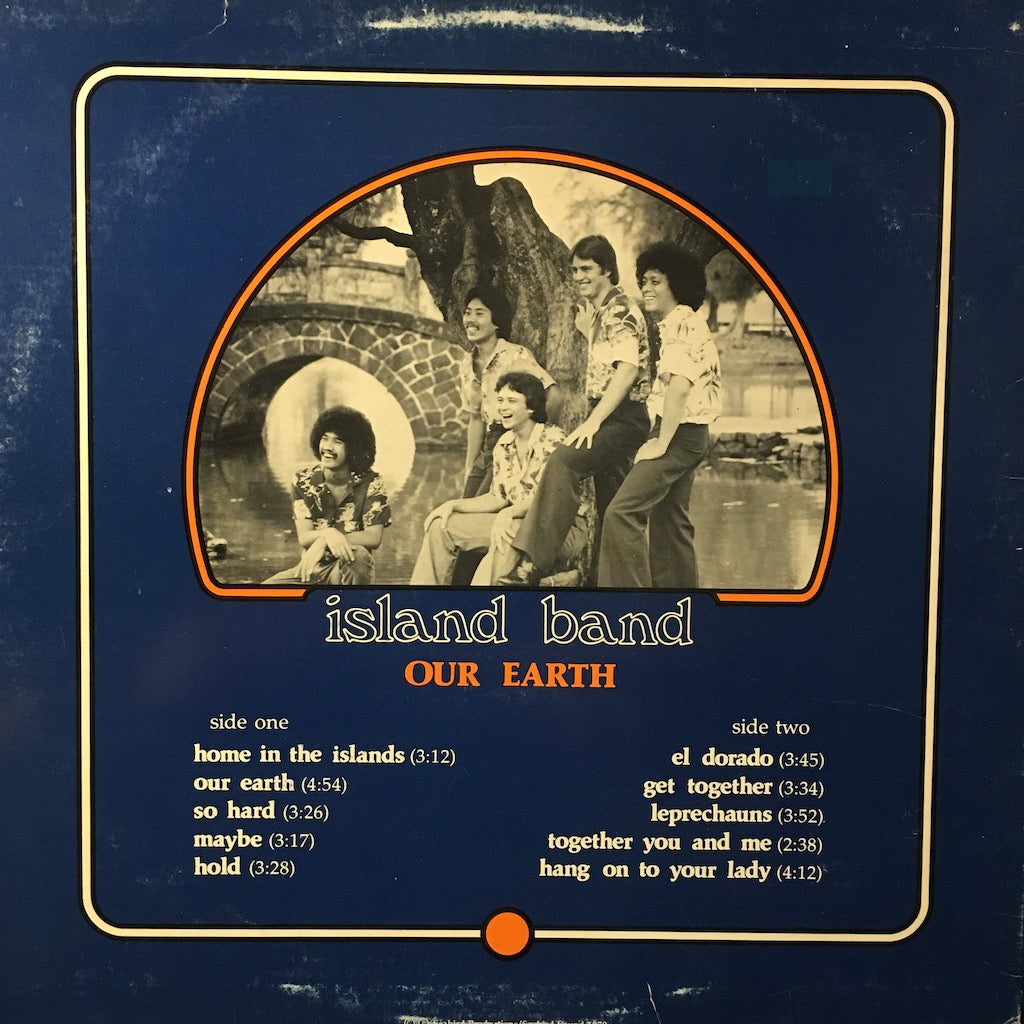 island band
OUR EARTH
side one
home in the islands (3:12)
our earth (4:54)
so hard (3:26)
maybe (3:17)
hold (3:28)
side two
el dorado (3:45)
get together (3:34)
leprechauns (3:52)
together you and me (2:38)
hang on to your lady (4:12)